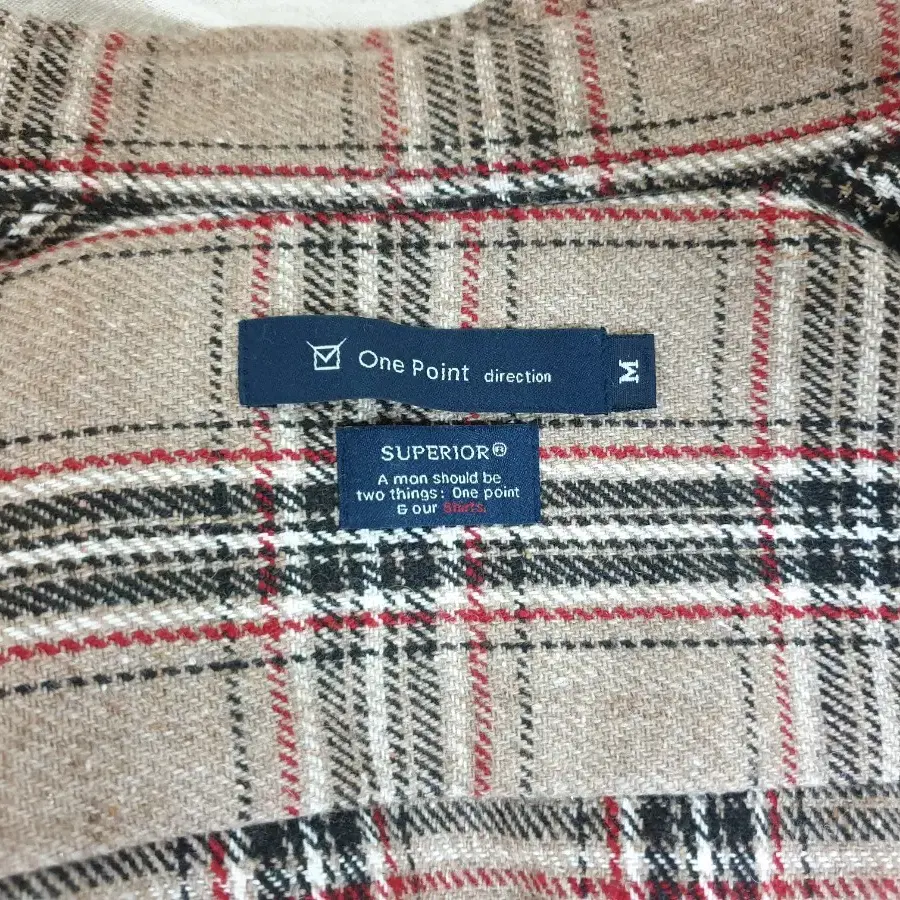 One Point direction
M
SUPERIOR®
A man should be
two things: One point
& our Shirts.